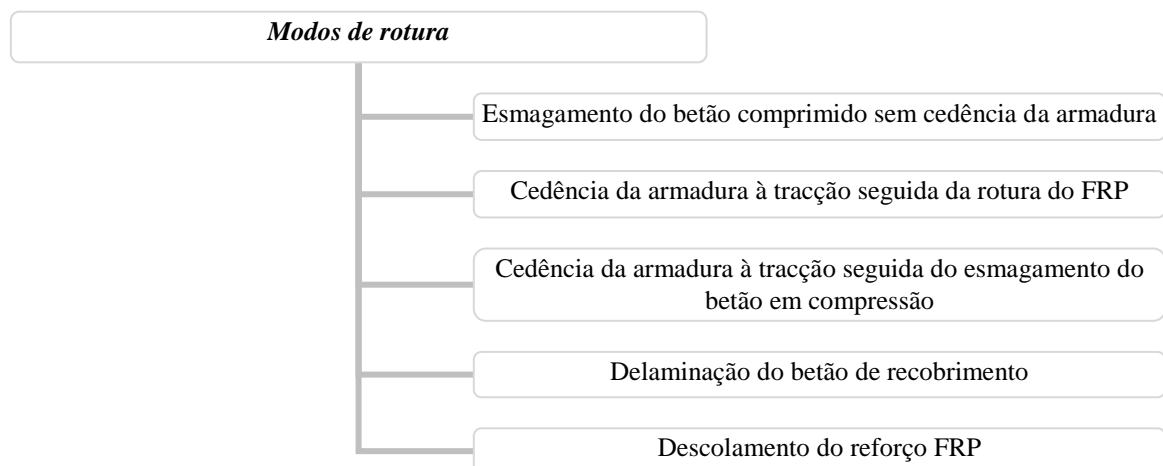 Modos de rotura
Esmagamento do betão comprimido sem cedência da armadura
Cedência da armadura à tracção seguida da rotura do FRP
Cedência da armadura à tracção seguida do esmagamento do
betão em compressão
Delaminação do betão de recobrimento
Descolamento do reforço FRP